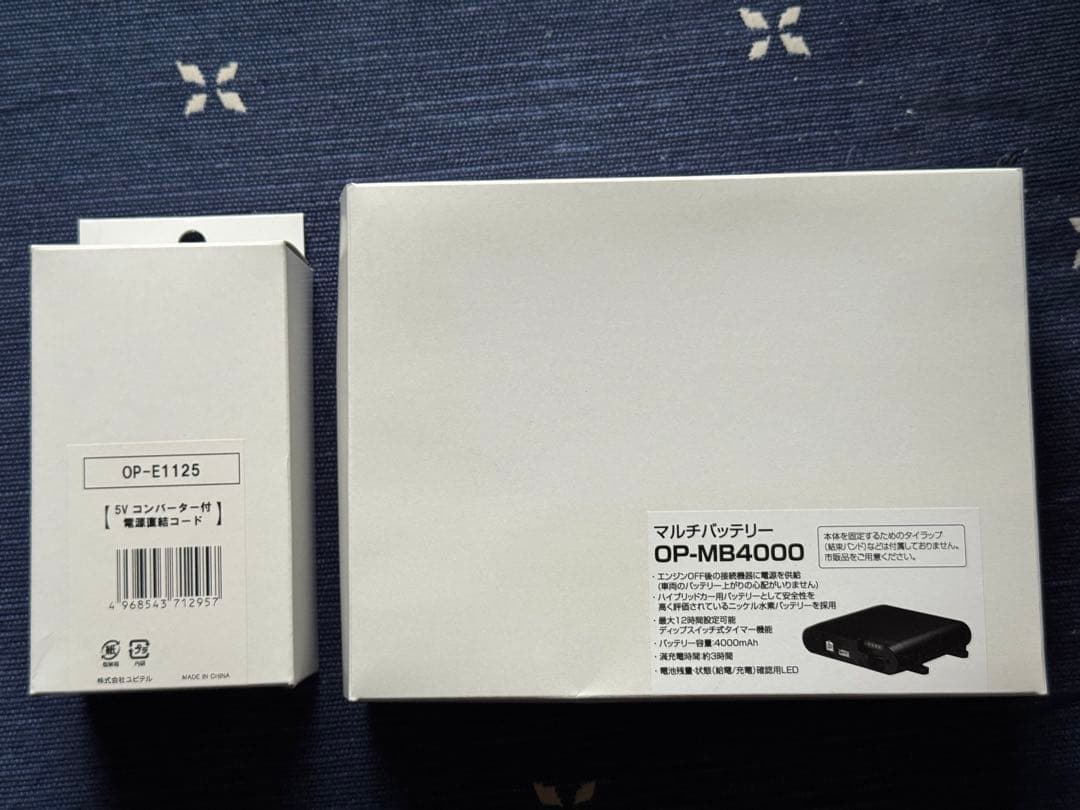 OP-E1125
【 5V コンバーター付
電源直結コード 】
4 968543 712957
紙
個装箱
プラ
内袋
株式会社ユピテル MADE IN CHINA
マルチバッテリー
OP-MB4000
本体を固定するためのタイラップ
(結束バンド)などは付属しておりません。
市販品をご用意ください。
・エンジンOFF後の接続機器に電源を供給
(車両のバッテリー上がりの心配がいりません)
・ハイブリッドカー用バッテリーとして安全性を
高く評価されているニッケル水素バッテリーを採用
・最大12時間設定可能
ディップスイッチ式タイマー機能
・バッテリー容量:4000mAh
・満充電時間:約3時間
・電池残量・状態(給電/充電)確認用LED